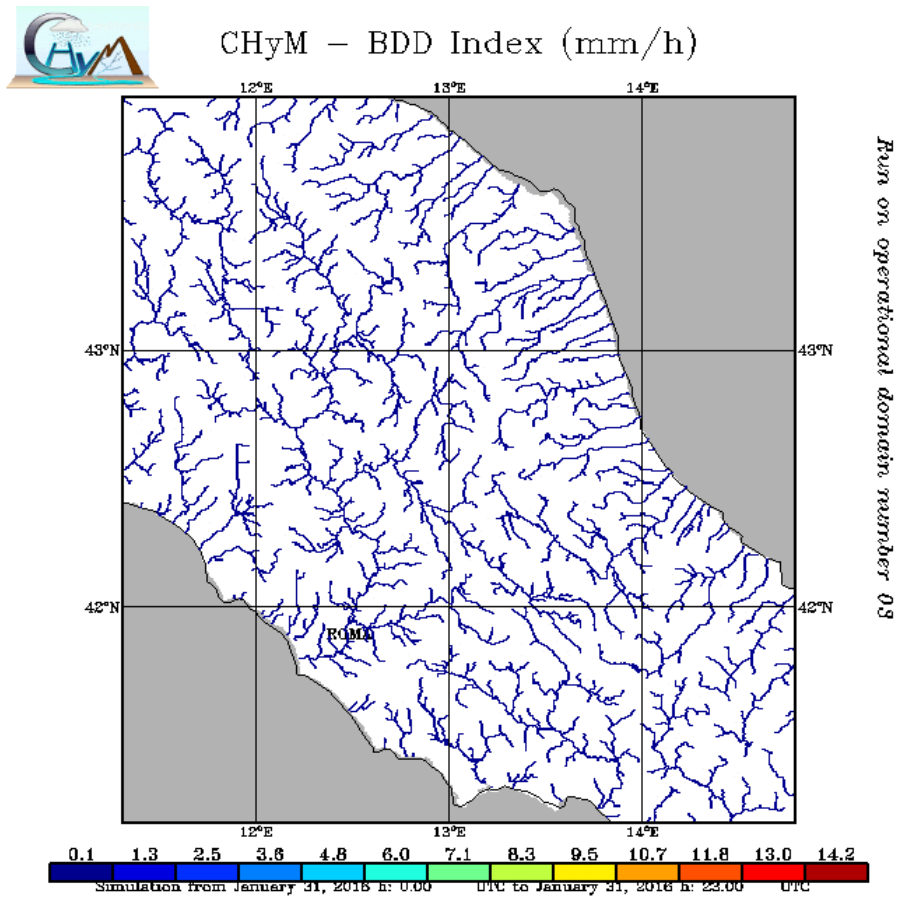 CHyM
CHyM – BDD Index (mm/h)
12°E 13°E 14°E
43°N 43°N
42°N 42°N
ROMA
12°E 13°E 14°E
Run on operational domain number 03
0.1 1.3 2.5 3.6 4.8 6.0 7.1 8.3 9.5 10.7 11.8 13.0 14.2
Simulation from January 31, 2016 h: 0.00 UTC to January 31, 2016 h: 23.00 UTC